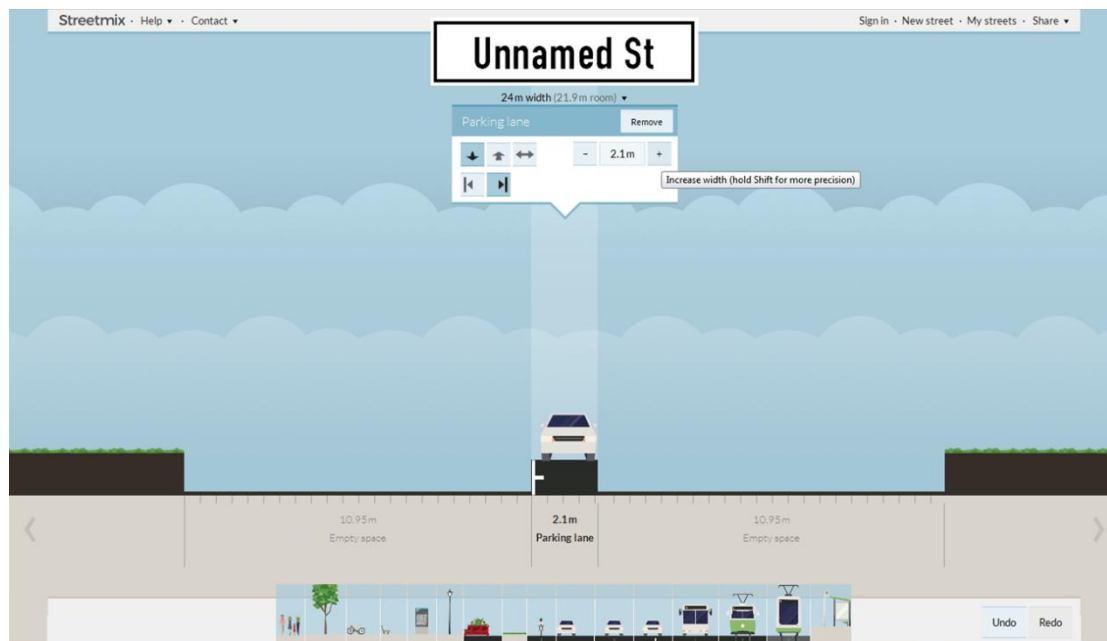 Streetmix · Help ▾ · Contact ▾
Sign in · New street · My streets · Share ▾
Unnamed St
24m width (21.9m room) ▾
Parking lane
Remove
- 2.1m +
Increase width (hold Shift for more precision)
10.95m
Empty space
2.1m
Parking lane
10.95m
Empty space
Undo Redo